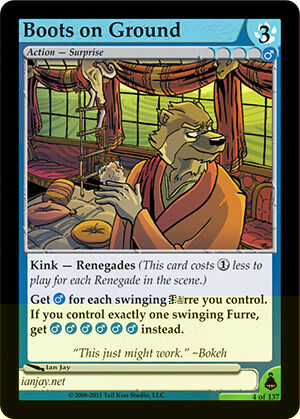 Boots on Ground 3
Action — Surprise
Kink — Renegades (This card costs 1 less to
play for each Renegade in the scene.)
Get ♂ for each swinging Furre you control.
If you control exactly one swinging Furre,
get ♂ ♂ ♂ ♂ ♂ ♂ instead.
"This just might work." ~Bokeh
Ian Jay
ianjay.net
4 of 137
© 2008-2015 Tail Kiss Studio, LLC